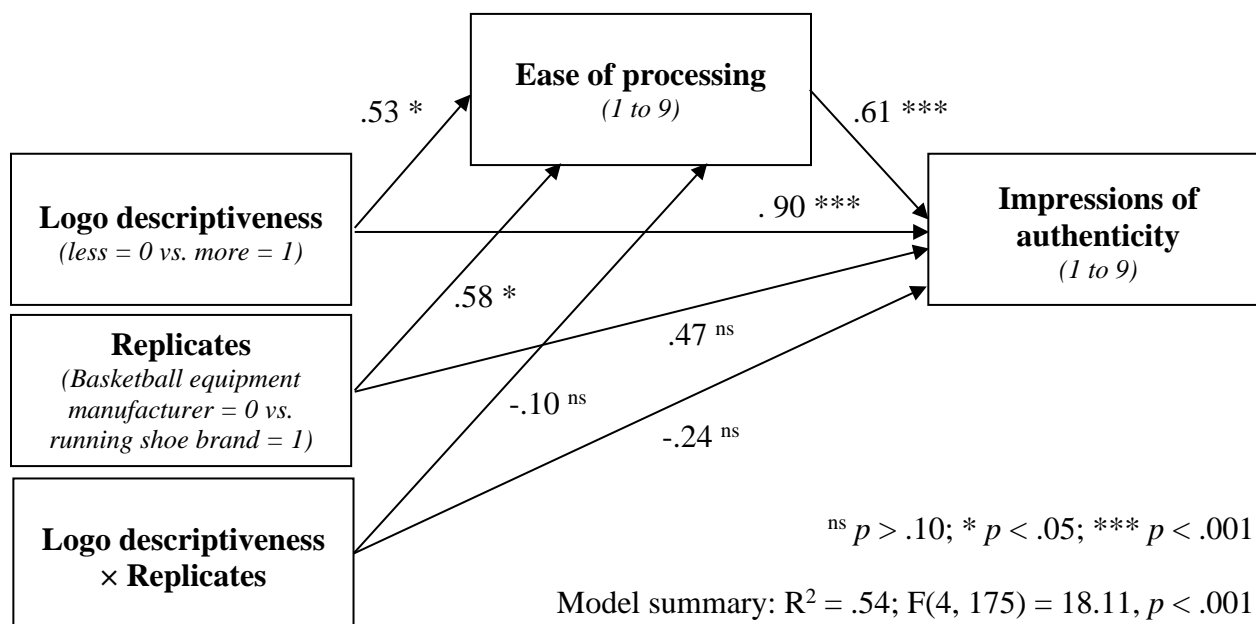 Ease of processing
(1 to 9)
.53 *
.61 ***
Logo descriptiveness
(less = 0 vs. more = 1)
. 90 ***
Impressions of
authenticity
(1 to 9)
.58 *
Replicates
(Basketball equipment
manufacturer = 0 vs.
running shoe brand = 1)
.47 ns
-.10 ns
-.24 ns
Logo descriptiveness
× Replicates
ns p > .10; * p < .05; *** p < .001
Model summary: R2 = .54; F(4, 175) = 18.11, p < .001